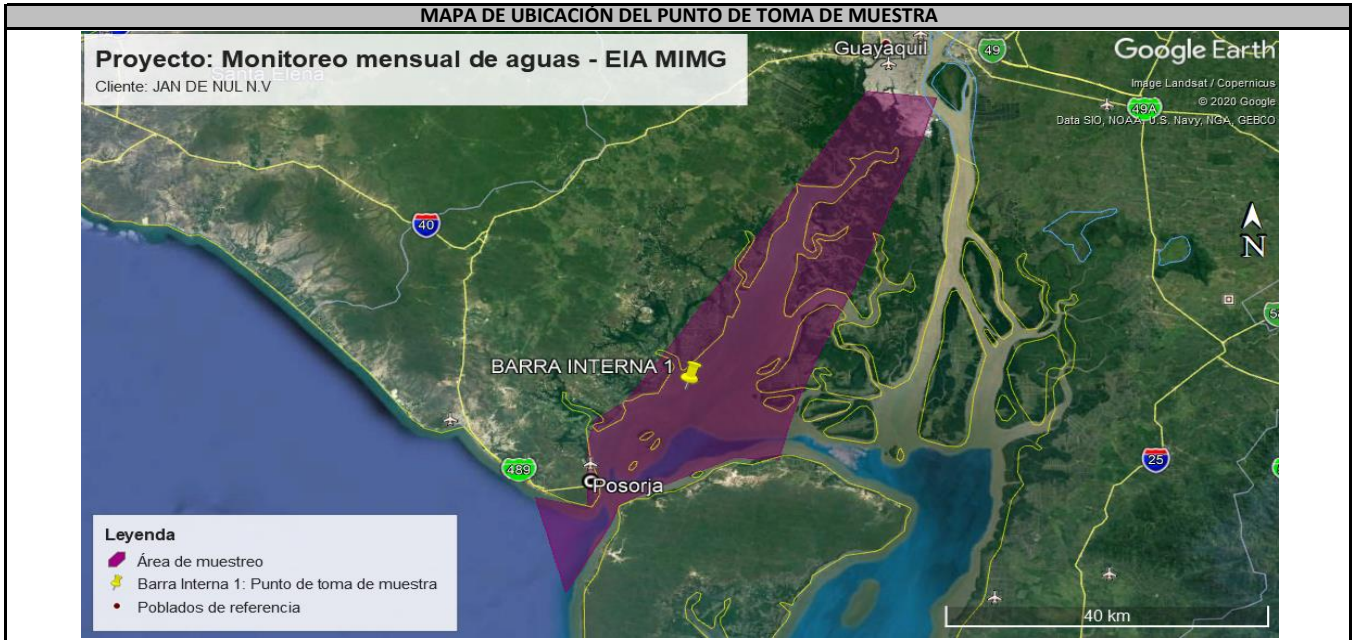 MAPA DE UBICACIÓN DEL PUNTO DE TOMA DE MUESTRA
Proyecto: Monitoreo mensual de aguas - EIA MIMG
Santa Elena
Cliente: JAN DE NUL N.V
Guayaquil
49
Google Earth
Image Landsat / Copernicus
© 2020 Google
Data SIO, NOAA, U.S. Navy, NGA, GEBCO
49A
40
N
BARRA INTERNA 1
489
Posorja
25
Leyenda
Área de muestreo
Barra Interna 1: Punto de toma de muestra
Poblados de referencia
40 km